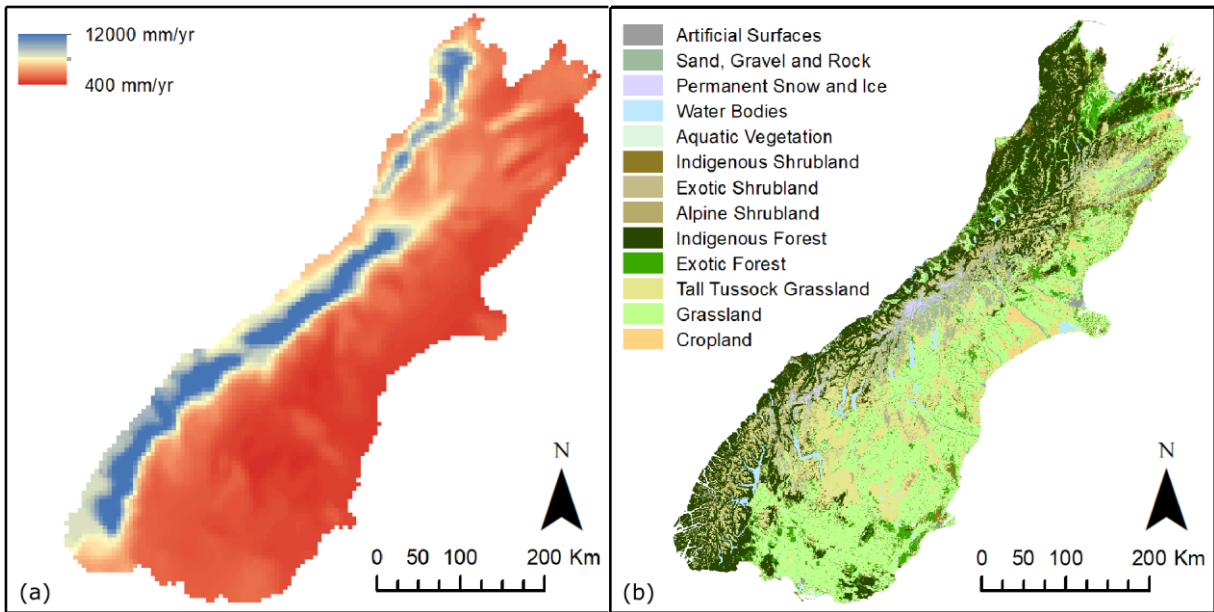 12000 mm/yr
400 mm/yr
N
0 50 100 200 Km
(a)
Artificial Surfaces
Sand, Gravel and Rock
Permanent Snow and Ice
Water Bodies
Aquatic Vegetation
Indigenous Shrubland
Exotic Shrubland
Alpine Shrubland
Indigenous Forest
Exotic Forest
Tall Tussock Grassland
Grassland
Cropland
N
0 50 100 200 Km
(b)